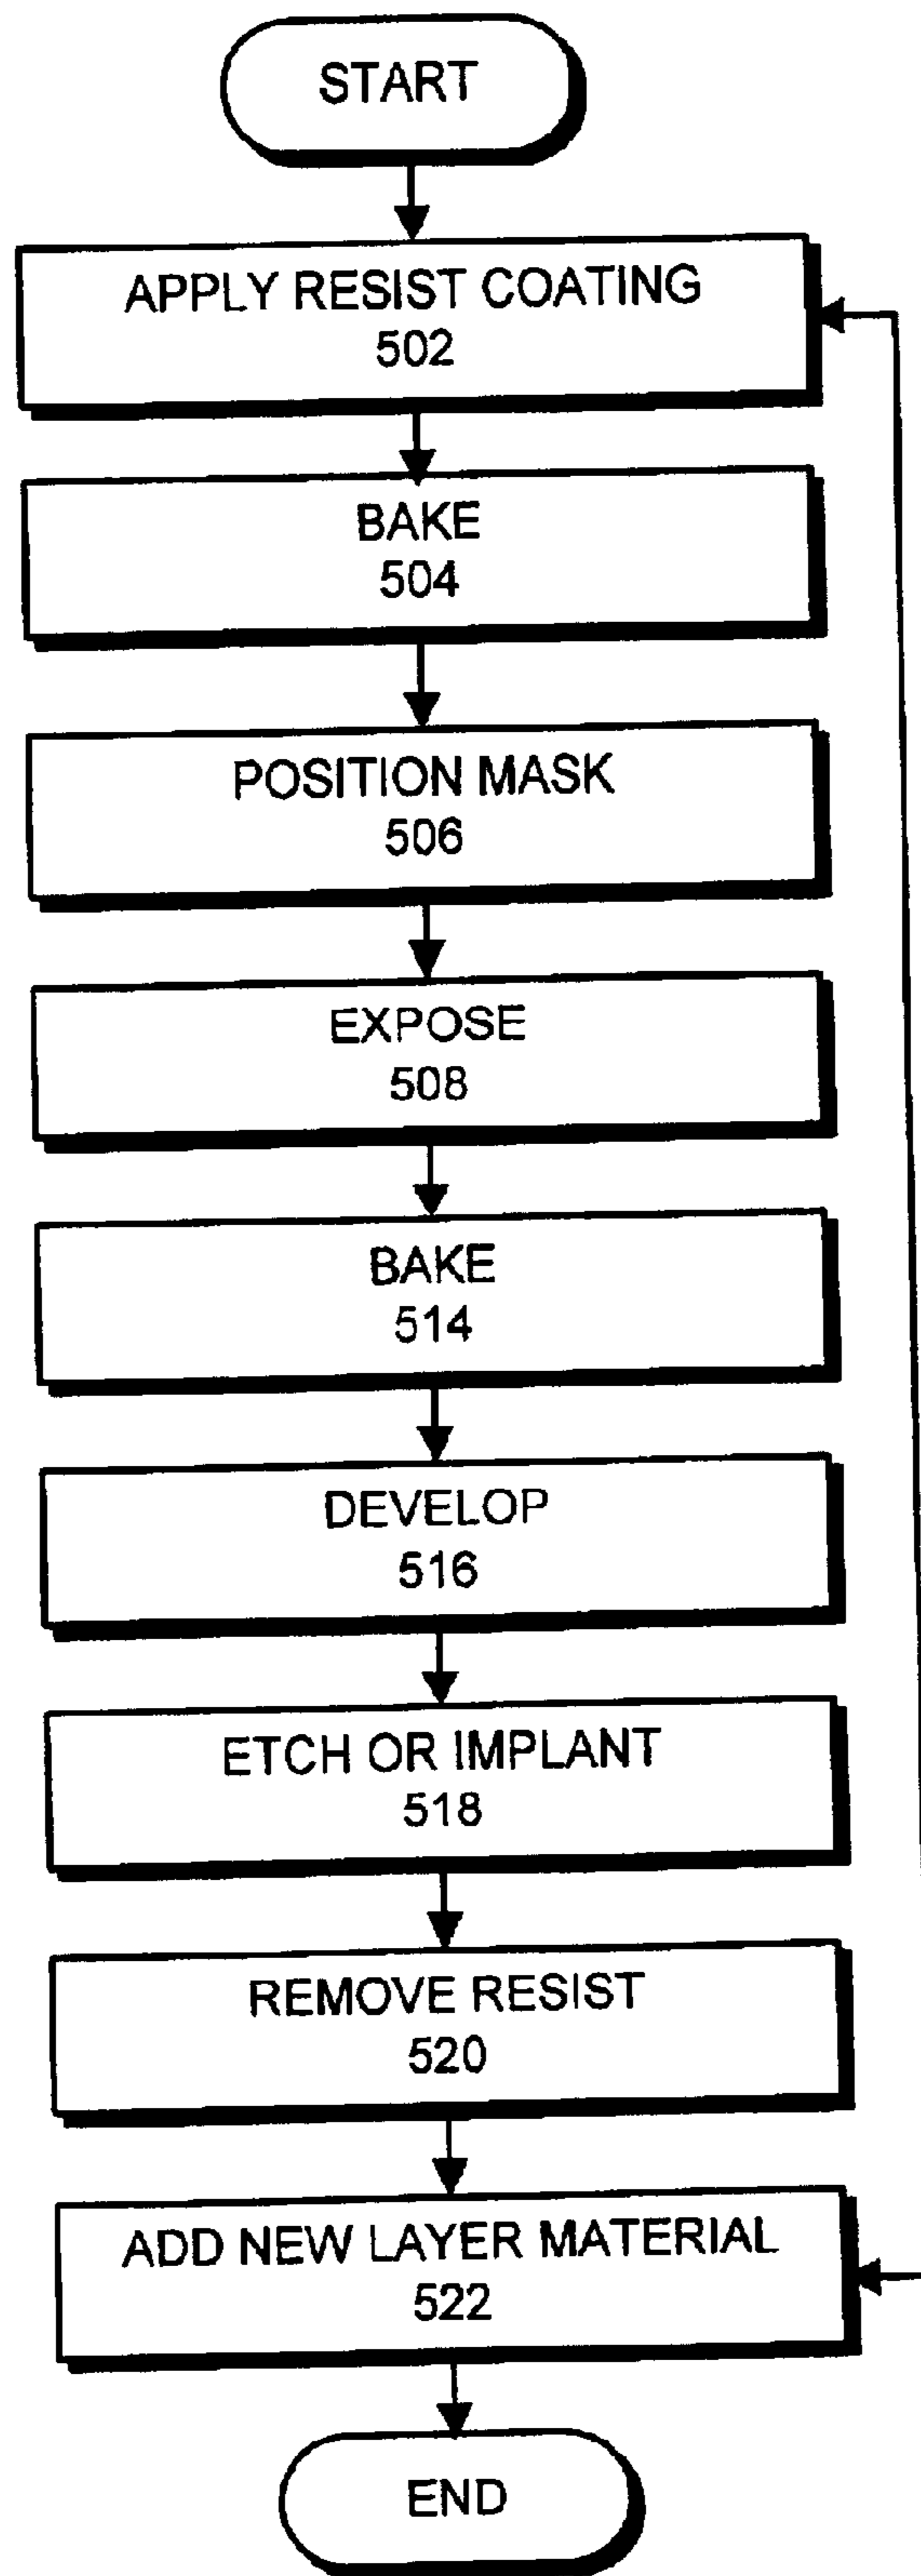 START
APPLY RESIST COATING
502
BAKE
504
POSITION MASK
506
EXPOSE
508
BAKE
514
DEVELOP
516
ETCH OR IMPLANT
518
REMOVE RESIST
520
ADD NEW LAYER MATERIAL
522
END